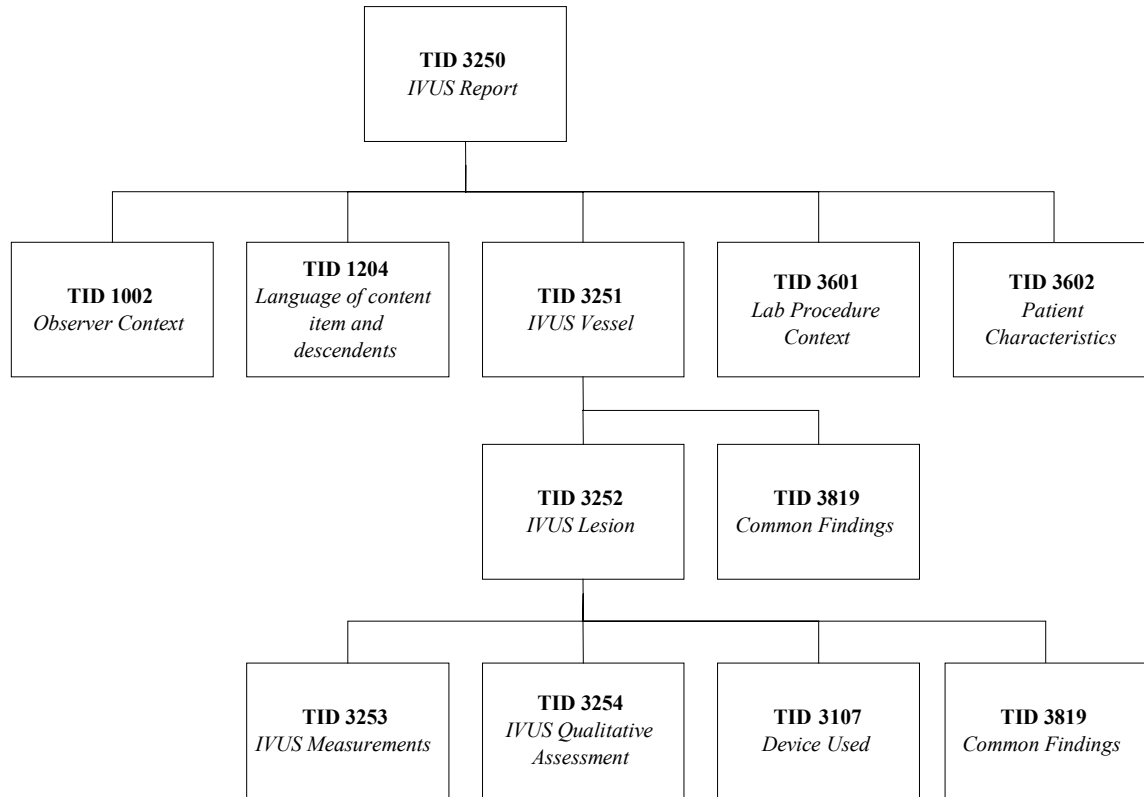 TID 3250
IVUS Report
TID 1002
Observer Context
TID 1204
Language of content
item and
descendents
TID 3251
IVUS Vessel
TID 3601
Lab Procedure
Context
TID 3602
Patient
Characteristics
TID 3252
IVUS Lesion
TID 3819
Common Findings
TID 3253
IVUS Measurements
TID 3254
IVUS Qualitative
Assessment
TID 3107
Device Used
TID 3819
Common Findings